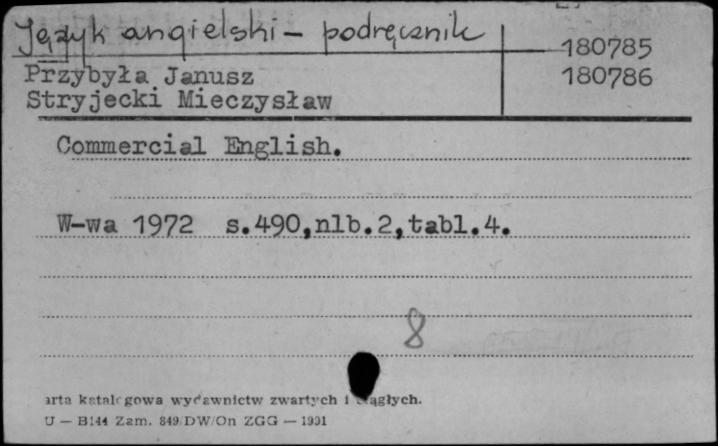 Język angielski - podręcznik
180785
Przybyła Janusz
180786
Stryjecki Mieczysław
Commercial English.
W-wa 1972 s.490,nlb.2,tabl.4.
8
arta katalogowa wydawnictw zwartych i ciągłych.
U — B144 Zam. 849/DW/On ZGG — 1991